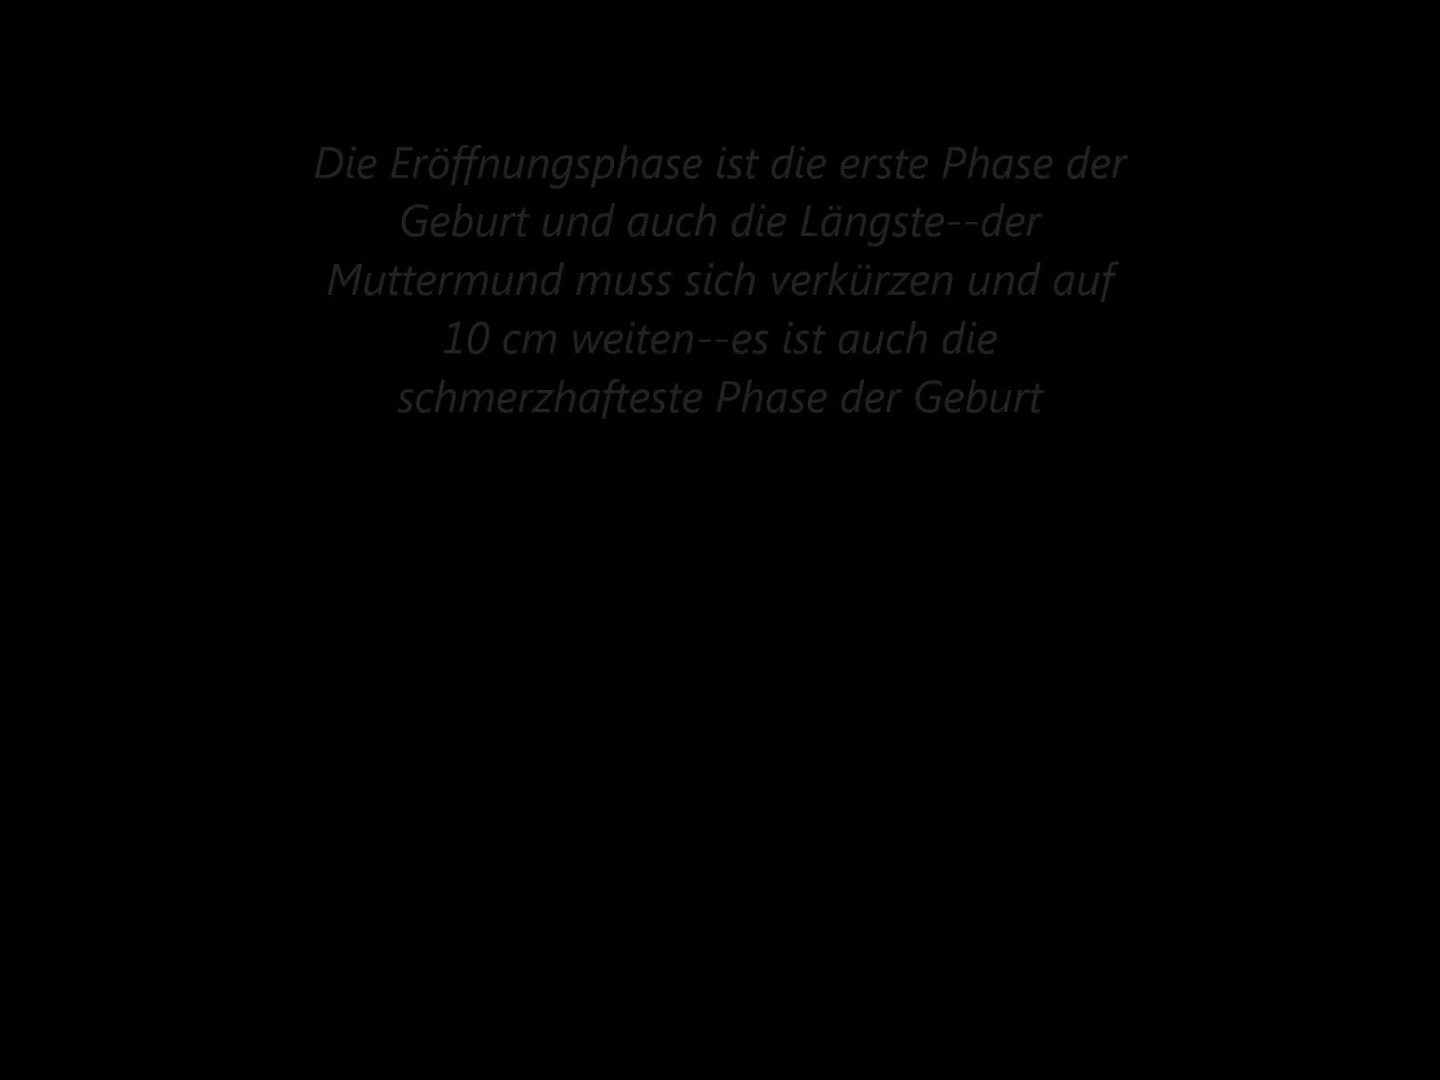 Die Eröffnungsphase ist die erste Phase der
Geburt und auch die Längste--der
Muttermund muss sich verkürzen und auf
10 cm weiten--es ist auch die
schmerzhafteste Phase der Geburt